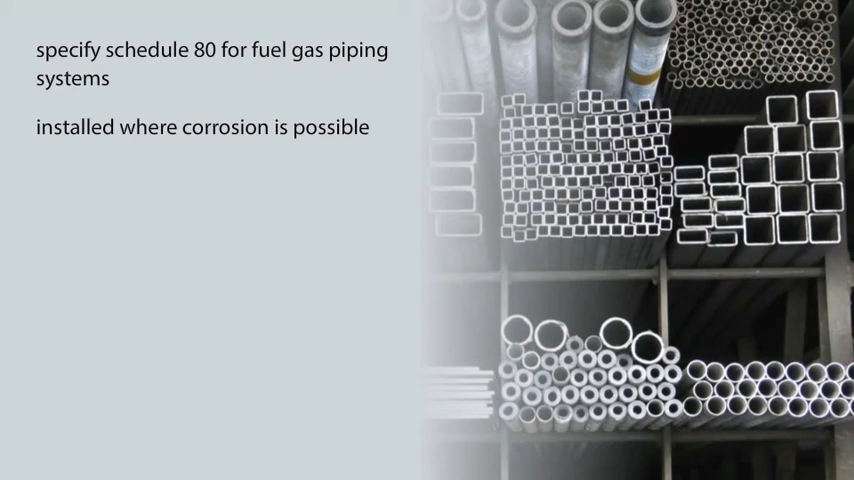 specify schedule 80 for fuel gas piping
systems
installed where corrosion is possible